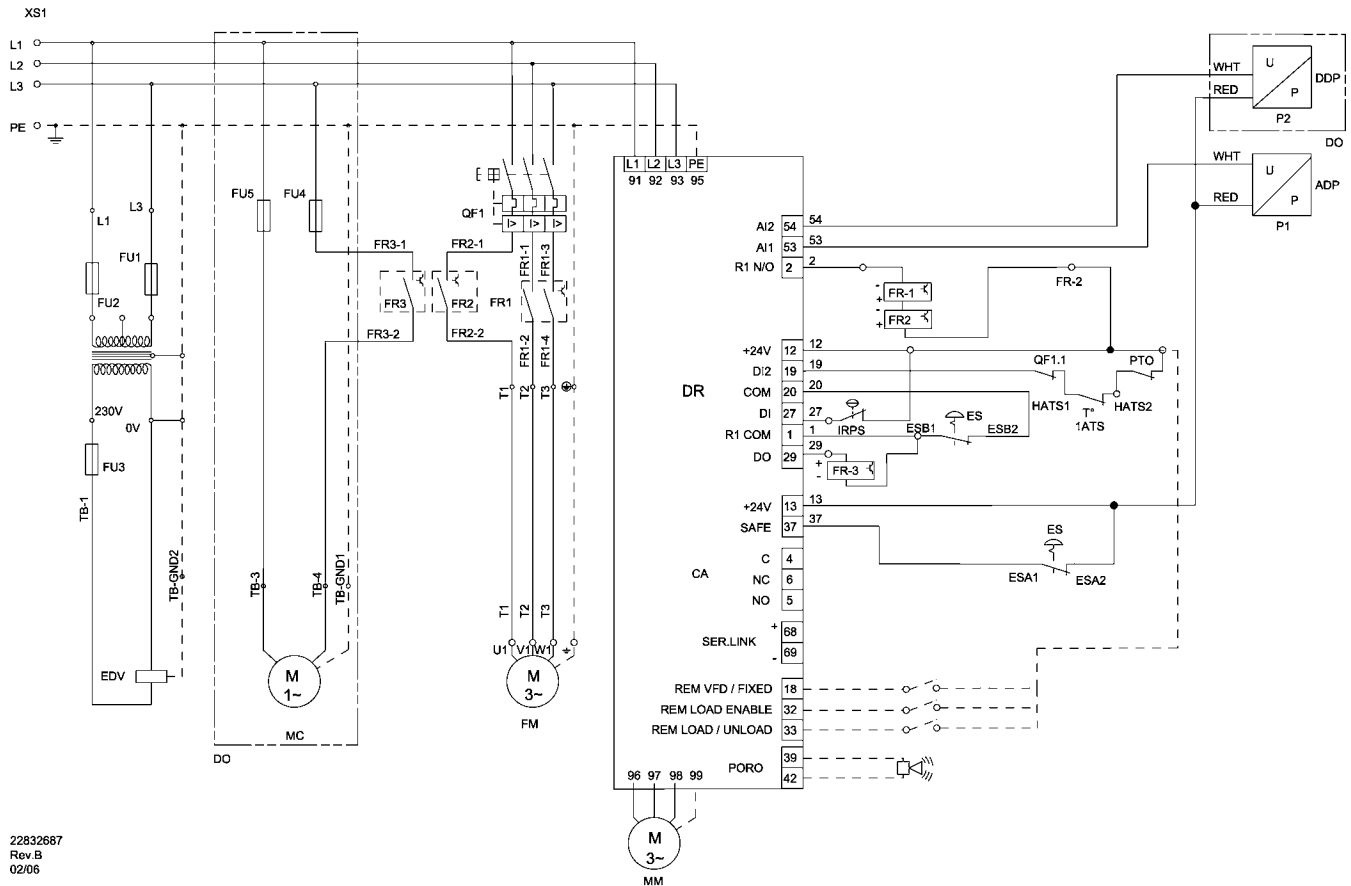 XS1
L1
L2
L3
PE
WHT
RED
U
P
DDP
P2
DO
WHT
RED
U
P
ADP
P1
L1 L2 L3 PE
91 92 93 95
L1
L3
FU1
FU2
FU5
FU4
QF1
I> I> I>
FR3-1
FR2-1
FR1-1
FR1-3
FR3
FR2
FR1
FR3-2
FR2-2
FR1-2
FR1-4
T1
T2
T3
230V
0V
FU3
TB-1
TB-GND2
TB-3
TB-4
TB-GND1
T1
T2
T3
EDV
M
1~
MC
DO
U1 V1 W1
M
3~
FM
DR
CA
AI2 54 54
AI1 53 53
R1 N/O 2 2
- +
FR-1
- +
FR2
FR-2
+24V 12 12
DI2 19 19
QF1.1
PTO
HATS1
T°
1ATS
HATS2
COM 20 20
DI 27 27
IRPS
R1 COM 1 1
ESB1
ES
ESB2
DO 29 29
+ -
FR-3
+24V 13 13
SAFE 37 37
ES
ESA1
ESA2
C 4
NC 6
NO 5
SER.LINK
+ 68
- 69
REM VFD / FIXED 18
REM LOAD ENABLE 32
REM LOAD / UNLOAD 33
PORO
39
42
96 97 98 99
M
3~
MM
22832687
Rev.B
02/06